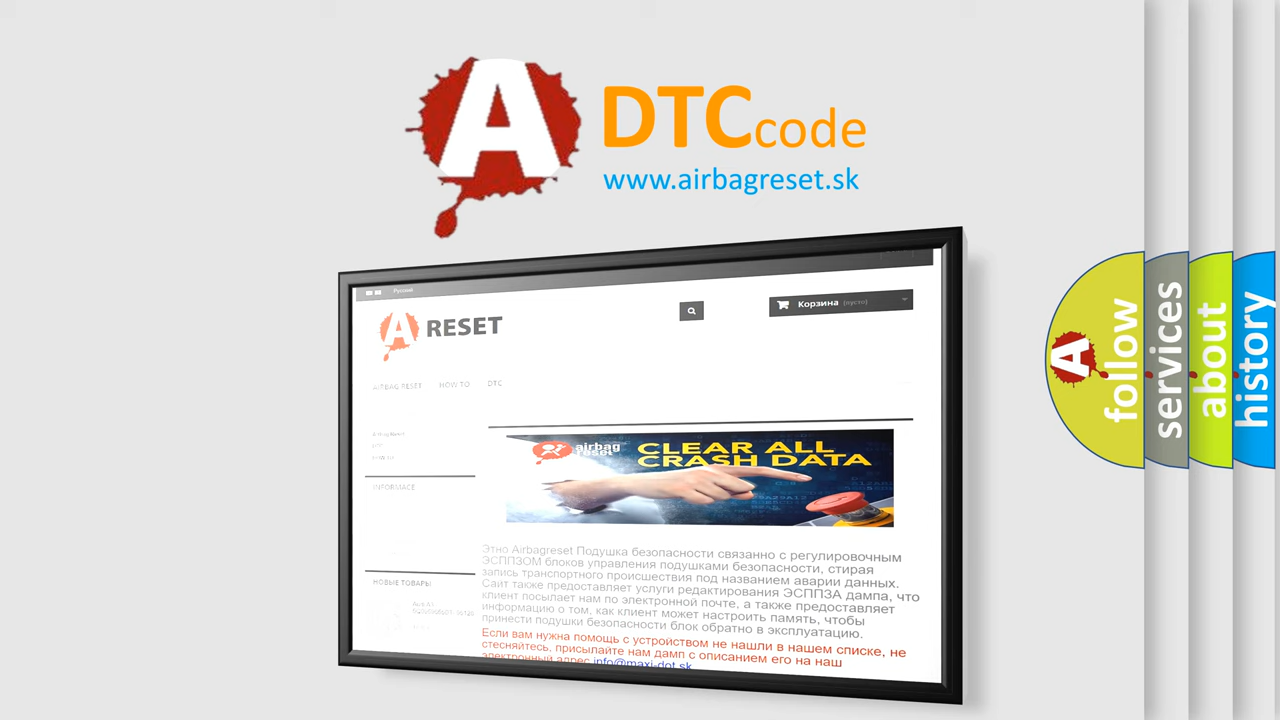 A
DTCcode
www.airbagreset.sk
Русский
A RESET
Корзина (пусто)
AIRBAG RESET HOW TO DTC
INFORMACE
НОВЫЕ ТОВАРЫ
airbag
reset
CLEAR ALL
CRASH DATA
Этно Airbagreset Подушка безопасности связанно с регулировочным
ЭСППЗОМ блоков управления подушками безопасности, стирая
запись транспортного происшествия под названием аварии данных.
Сайт также предоставляет услуги редактирования ЭСППЗА дампа, что
клиент посылает нам по электронной почте, а также предоставляет
информацию о том, как клиент может настроить память, чтобы
принести подушки безопасности блок обратно в эксплуатацию.
Если вам нужна помощь с устройством не нашли в нашем списке, не
стесняйтесь, присылайте нам дамп с описанием его на наш
электронный адрес info@maxi-dot.sk
A
follow
services
about
history